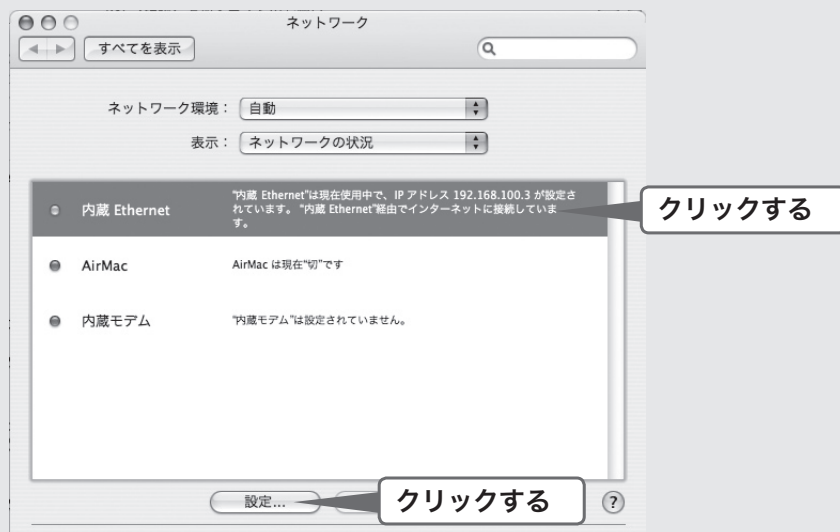 ネットワーク
すべてを表示
ネットワーク環境： 自動
表示： ネットワークの状況
内蔵 Ethernet
“内蔵 Ethernet”は現在使用中で、IP アドレス 192.168.100.3 が設定さ
れています。 “内蔵 Ethernet”経由でインターネットに接続していま
す。
クリックする
AirMac
AirMac は現在“切”です
内蔵モデム
“内蔵モデム”は設定されていません。
設定...
クリックする
?